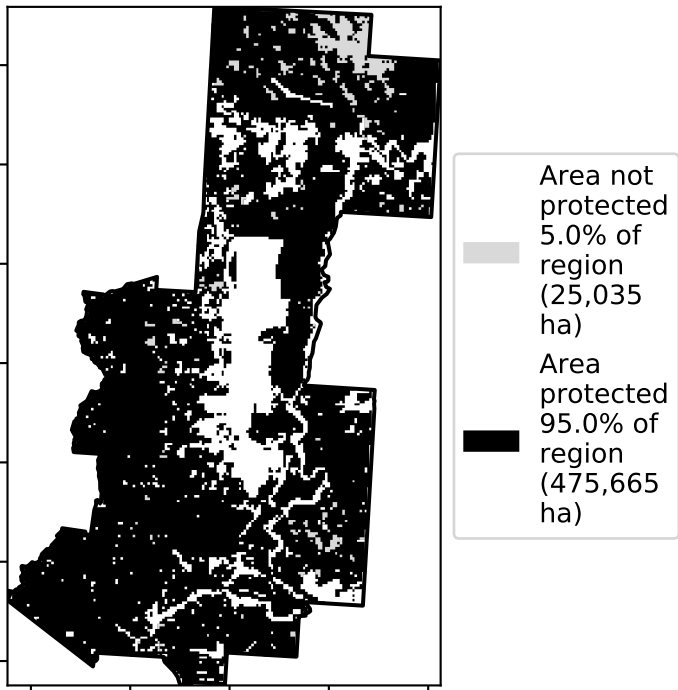 Area not
protected
5.0% of
region
(25,035
ha)
Area
protected
95.0% of
region
(475,665
ha)